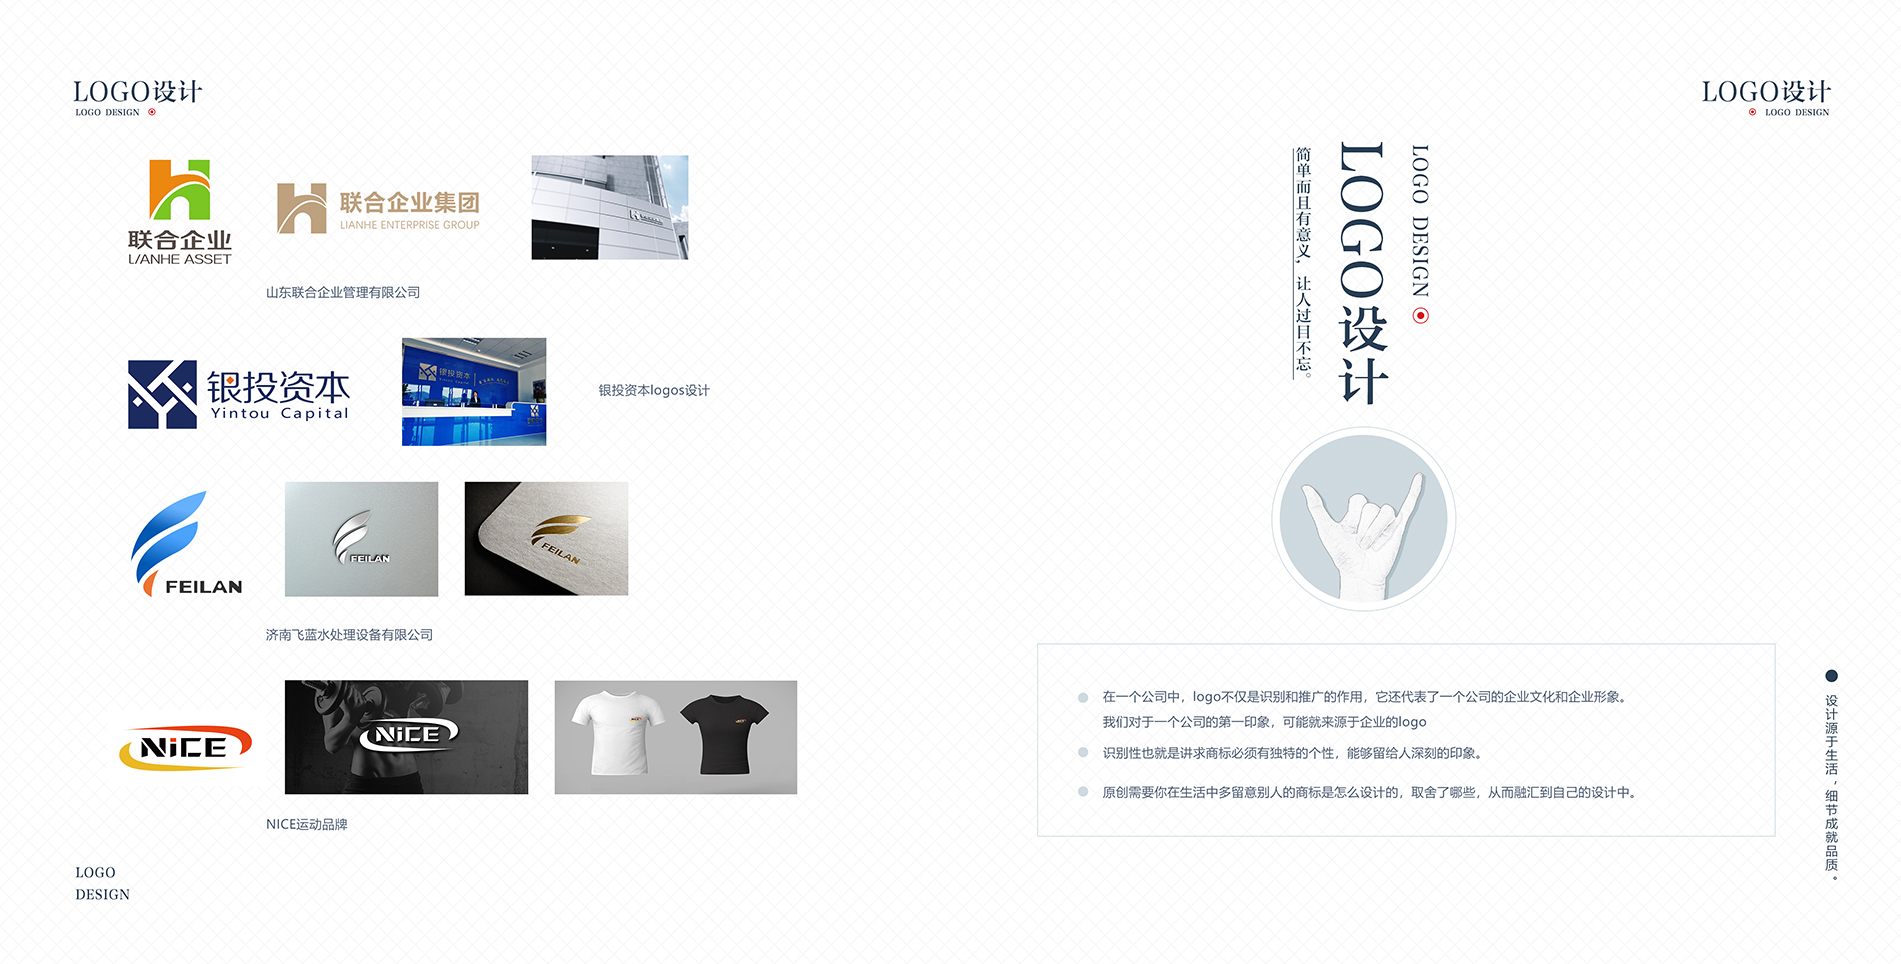 LOGO设计
LOGO DESIGN
联合企业
LIANHE ASSET
联合企业集团
LIANHE ENTERPRISE GROUP
山东联合企业管理有限公司
银投资本
Yintou Capital
银投资本
银投资本logos设计
FEILAN
FEILAN
FEILAN
济南飞蓝水处理设备有限公司
NiCE
NiCE
NiCE
NICE运动品牌
LOGO
DESIGN
LOGO设计
LOGO DESIGN
LOGO DESIGN
LOGO设计
简单而且有意义，让人过目不忘。
在一个公司中，logo不仅是识别和推广的作用，它还代表了一个公司的企业文化和企业形象。
我们对于一个公司的第一印象，可能就来源于企业的logo
识别性也就是讲求商标必须有独特的个性，能够留给人深刻的印象。
原创需要你在生活中多留意别人的商标是怎么设计的，取舍了哪些，从而融汇到自己的设计中。
设计源于生活，细节成就品质。